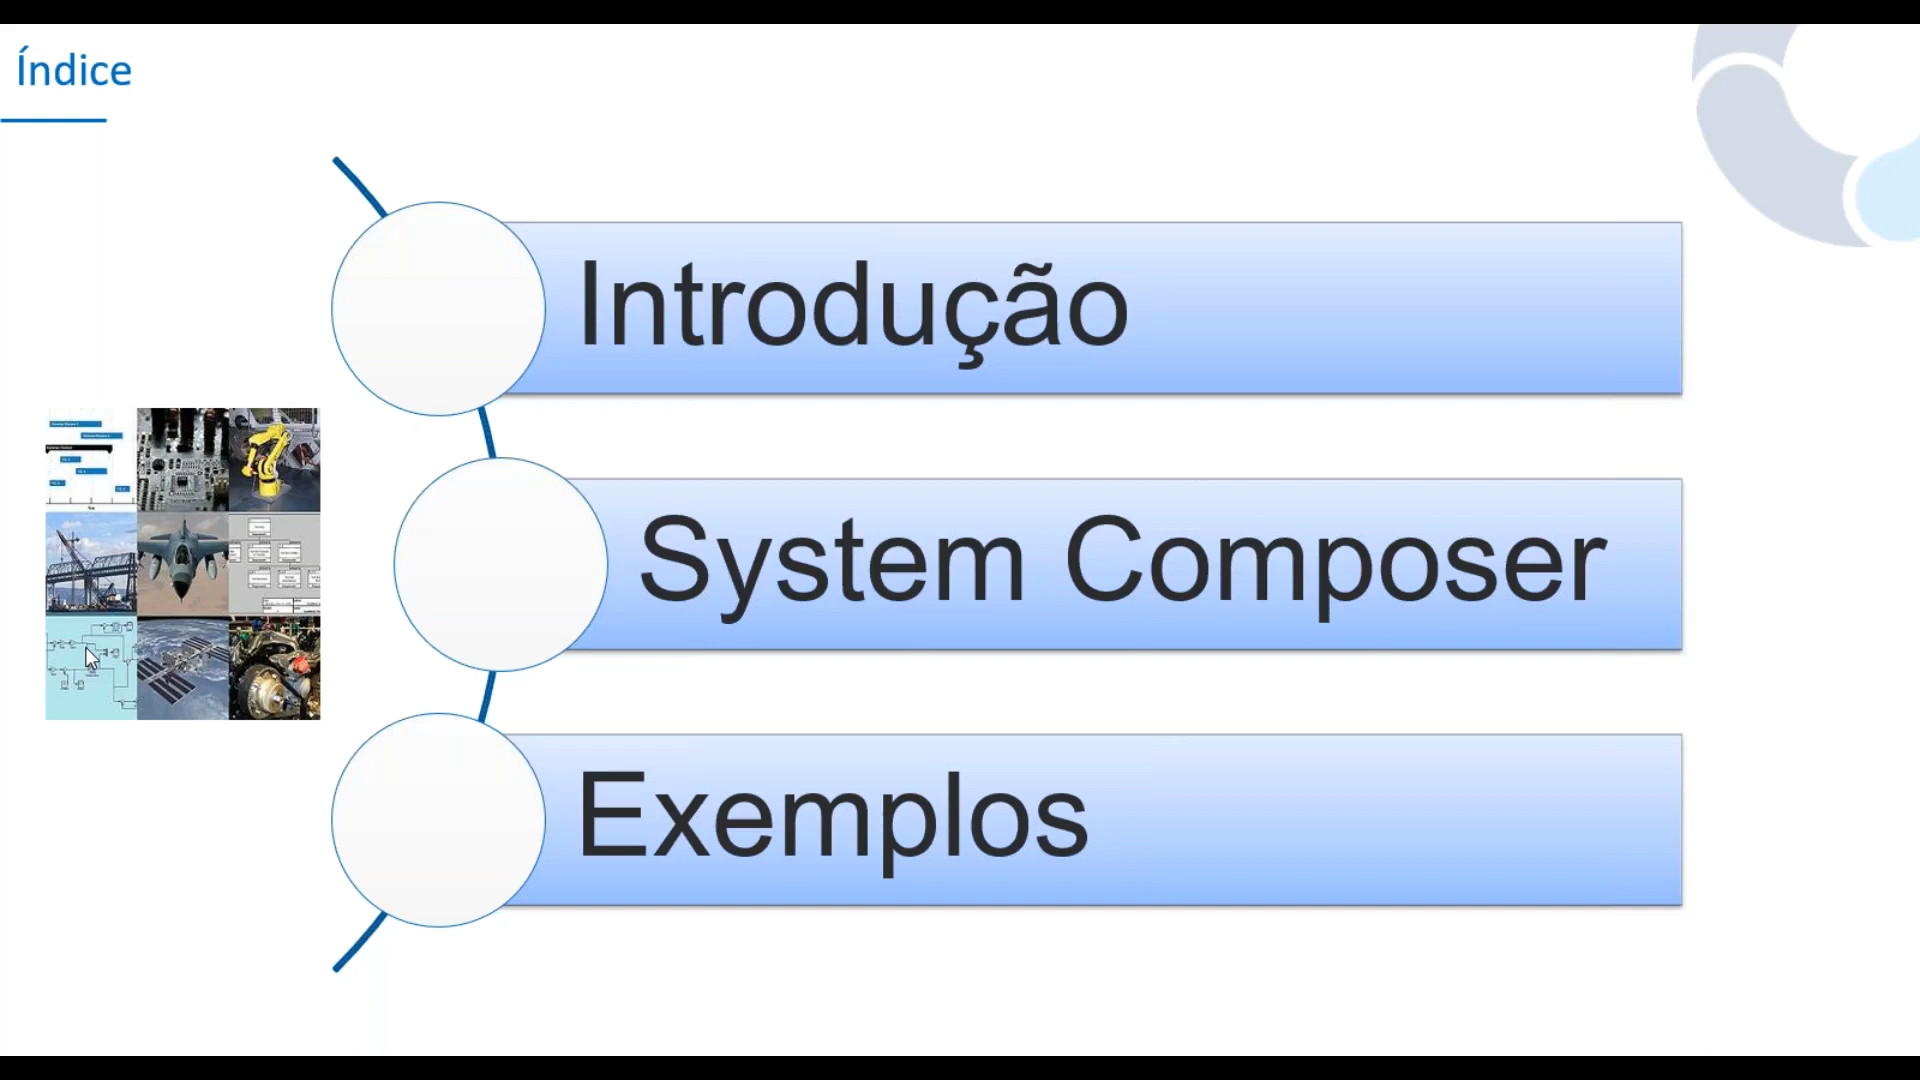 Índice
Introdução
System Composer
Exemplos